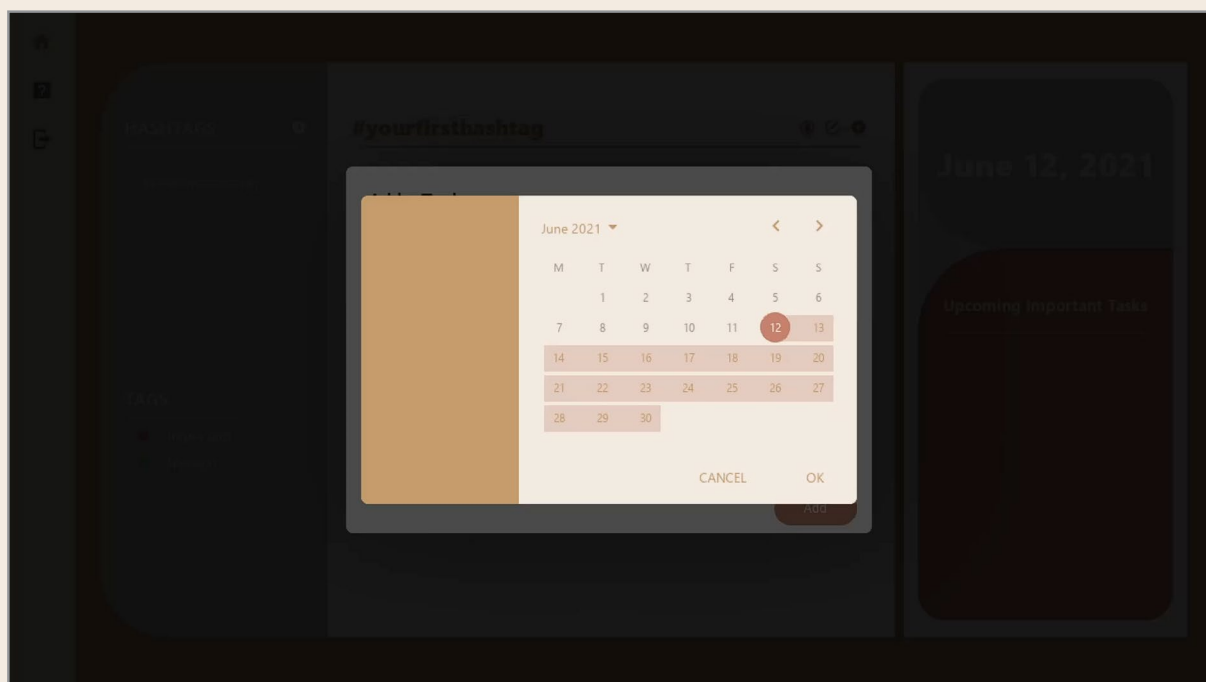 HASHTAGS
#yourfirsthashtag
June 12, 2021
Upcoming Important Tasks
TAGS
June 2021
M T W T F S S
1 2 3 4 5 6
7 8 9 10 11 12 13
14 15 16 17 18 19 20
21 22 23 24 25 26 27
28 29 30
CANCEL OK
Add